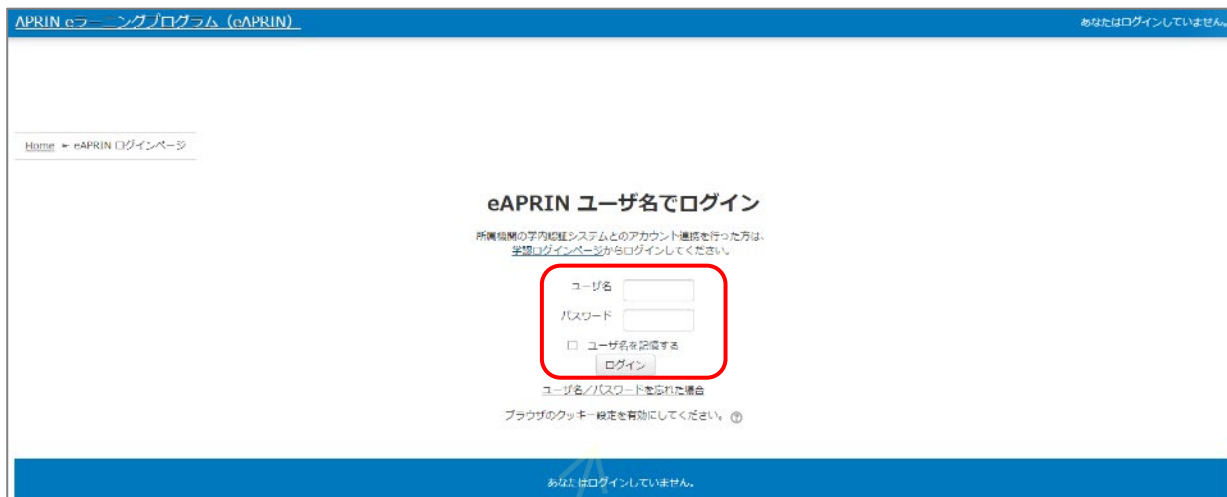 APRIN eラーニングプログラム（eAPRIN）
あなたはログインしていません。
Home ► eAPRIN ログインページ
eAPRIN ユーザ名でログイン
所属機関の学内認証システムとのアカウント連携を行った方は、
学認ログインページからログインしてください。
ユーザ名
パスワード
ユーザ名を記憶する
ログイン
ユーザ名／パスワードを忘れた場合
ブラウザのクッキー設定を有効にしてください。
あなたはログインしていません。